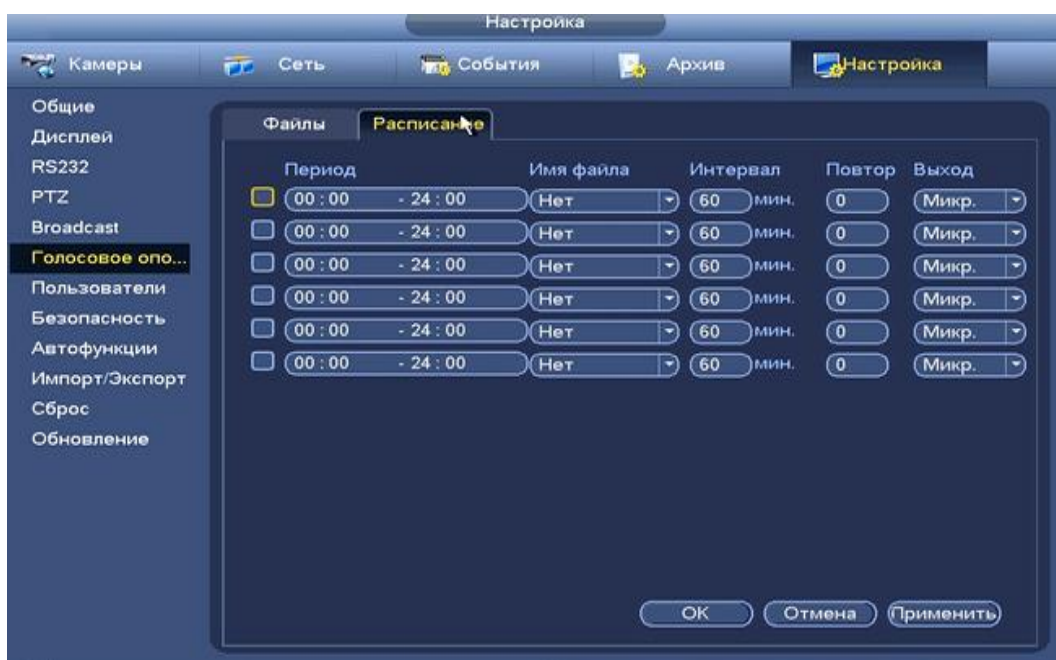 Настройка
Камеры Сеть События Архив Настройка
Общие
Дисплей
RS232
PTZ
Broadcast
Голосовое опо...
Пользователи
Безопасность
Автофункции
Импорт/Экспорт
Сброс
Обновление
Файлы Расписание
Период Имя файла Интервал Повтор Выход
00 : 00 - 24 : 00 Нет 60 мин. 0 Микр.
00 : 00 - 24 : 00 Нет 60 мин. 0 Микр.
00 : 00 - 24 : 00 Нет 60 мин. 0 Микр.
00 : 00 - 24 : 00 Нет 60 мин. 0 Микр.
00 : 00 - 24 : 00 Нет 60 мин. 0 Микр.
00 : 00 - 24 : 00 Нет 60 мин. 0 Микр.
OK Отмена Применить